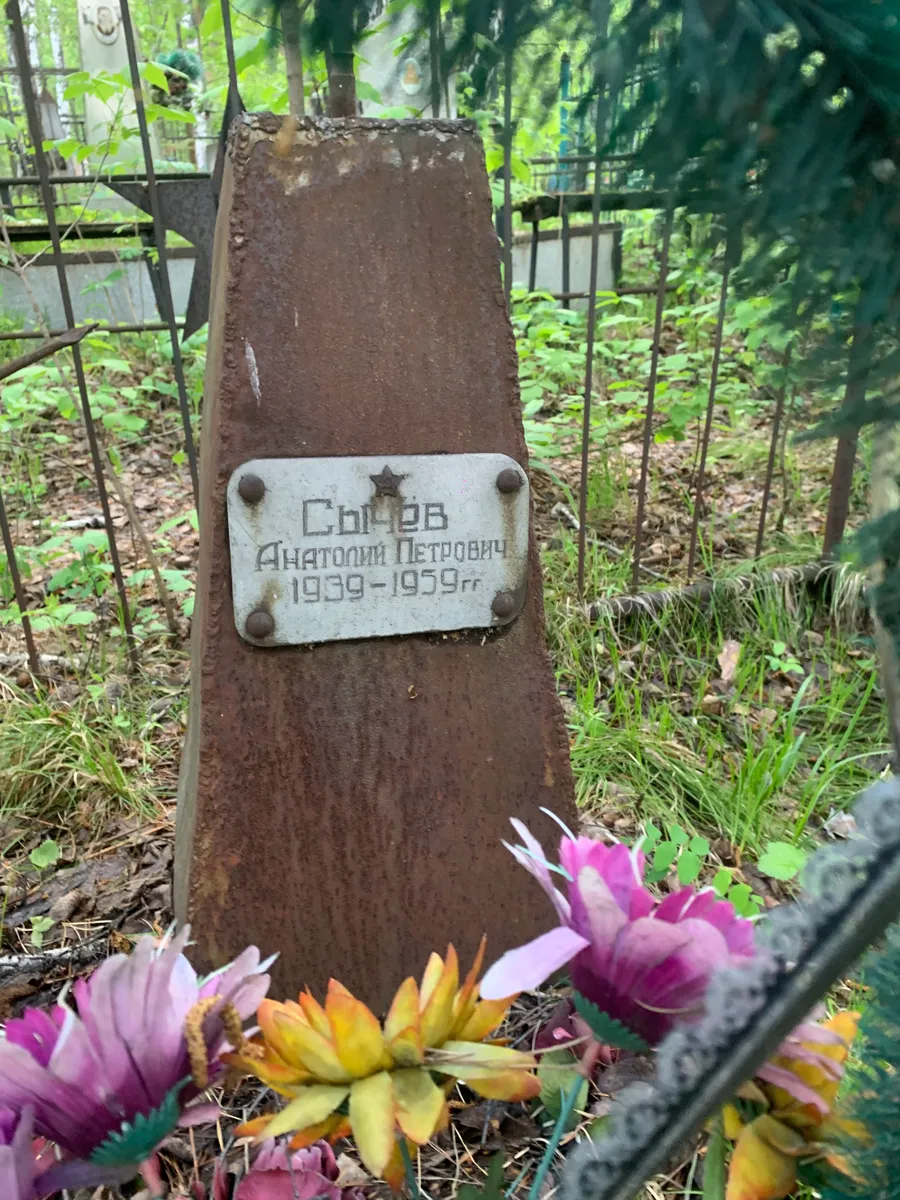 Сычёв
Анатолий Петрович
1939-1959гг